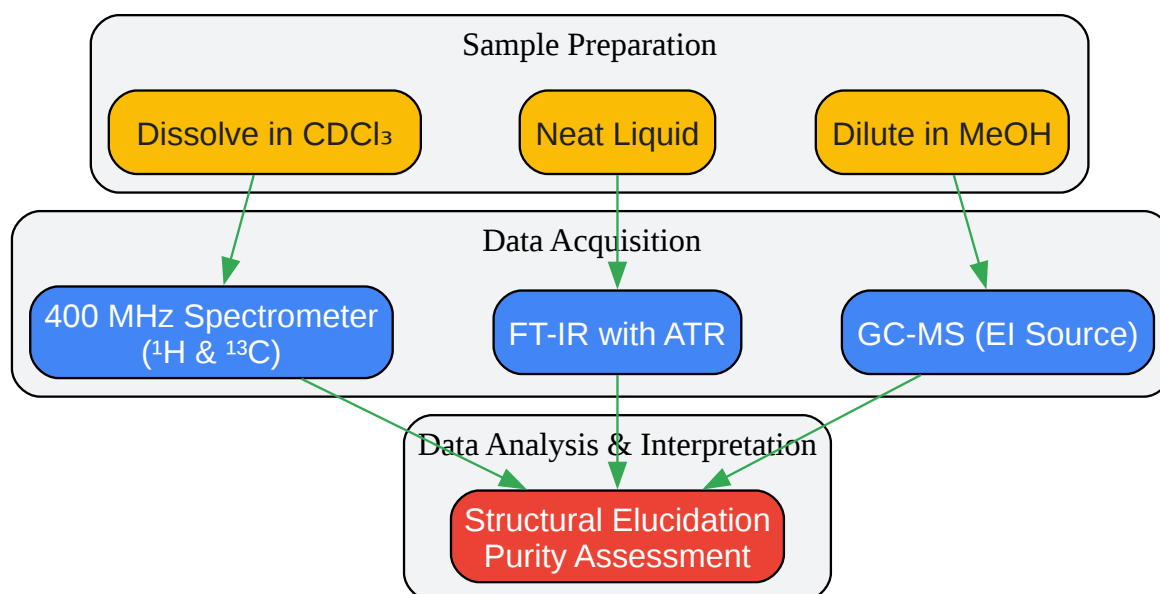 Sample Preparation
Dissolve in CDCl₃
Neat Liquid
Dilute in MeOH
Data Acquisition
400 MHz Spectrometer
(¹H & ¹³C)
FT-IR with ATR
GC-MS (EI Source)
Data Analysis & Interpretation
Structural Elucidation
Purity Assessment